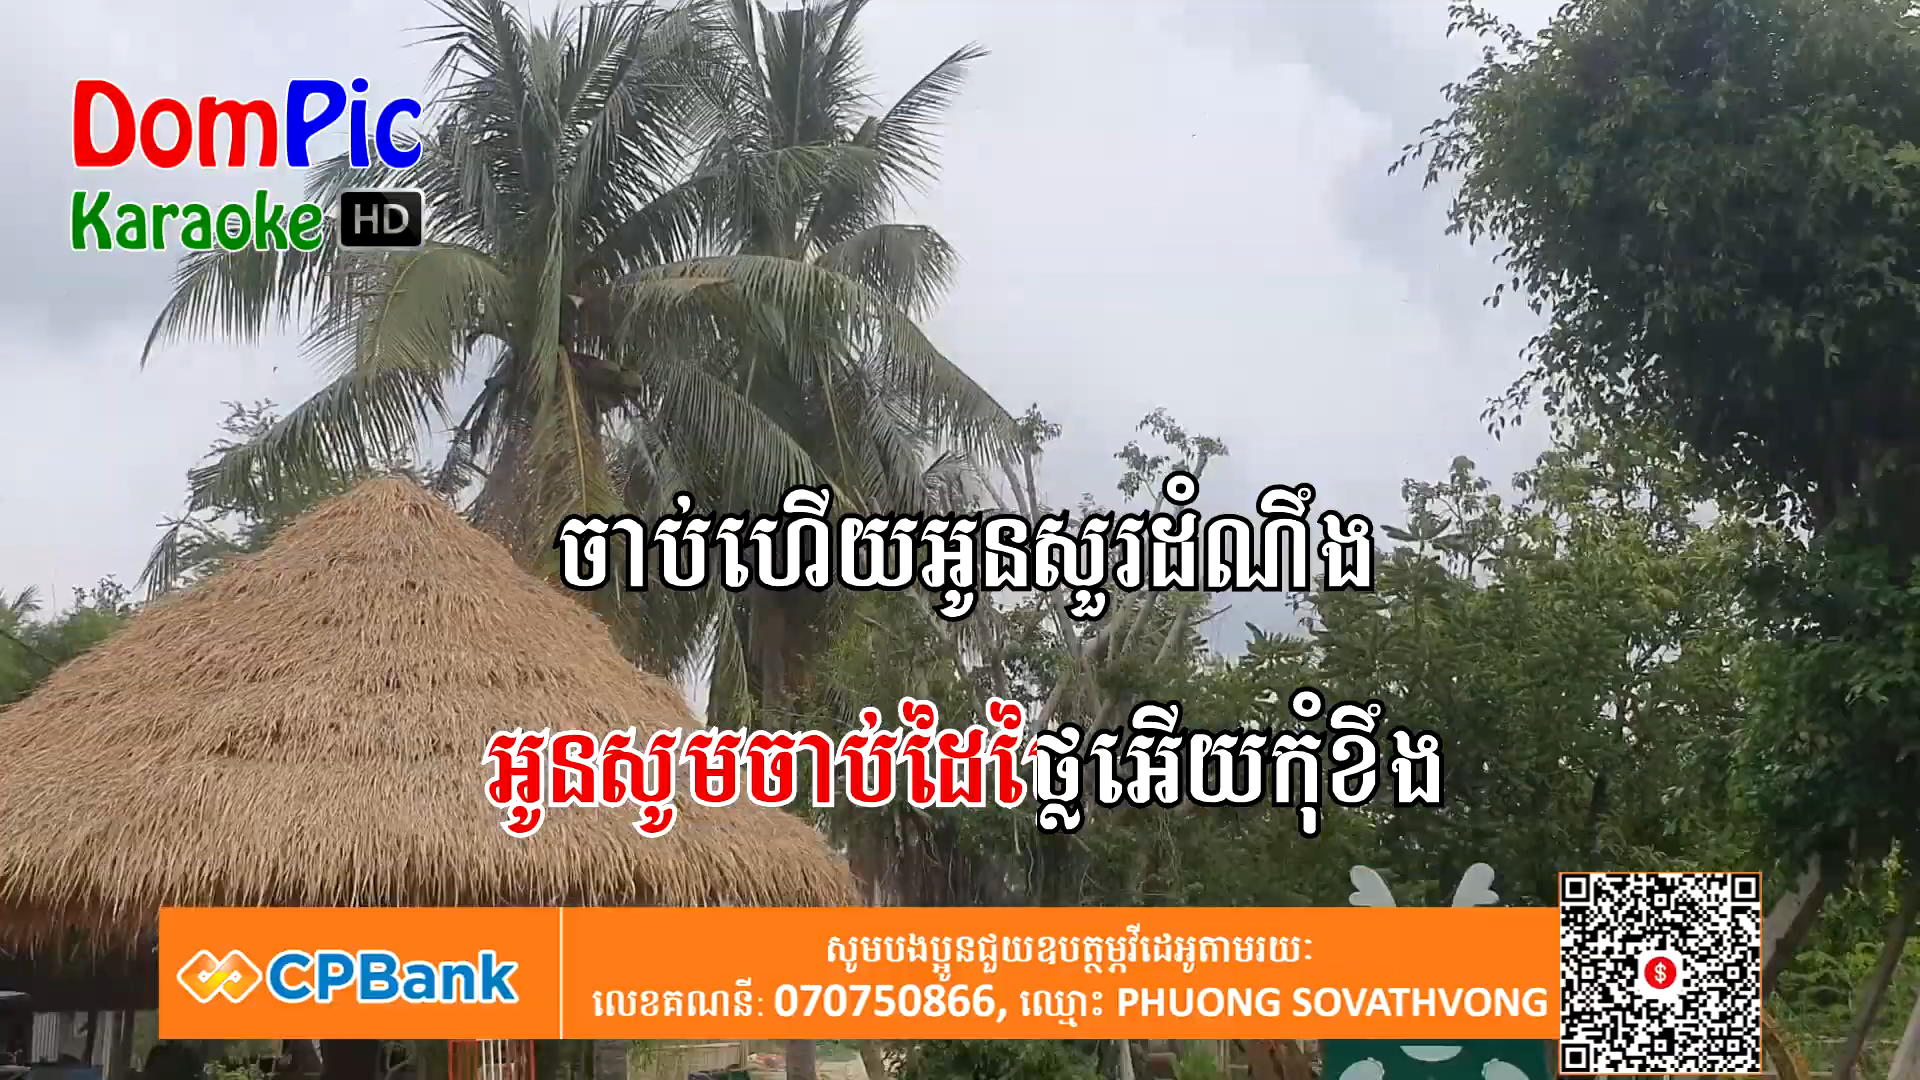 DomPic
Karaoke HD
ចាប់ហើយអូនសួរដំណឹង
អូនសូមចាប់ដៃថ្លៃអើយកុំខឹង
CPBank
សូមបងប្អូនជួយឧបត្ថម្ភវីដេអូតាមរយៈ
លេខគណនី: 070750866, ឈ្មោះ PHUONG SOVATHVONG